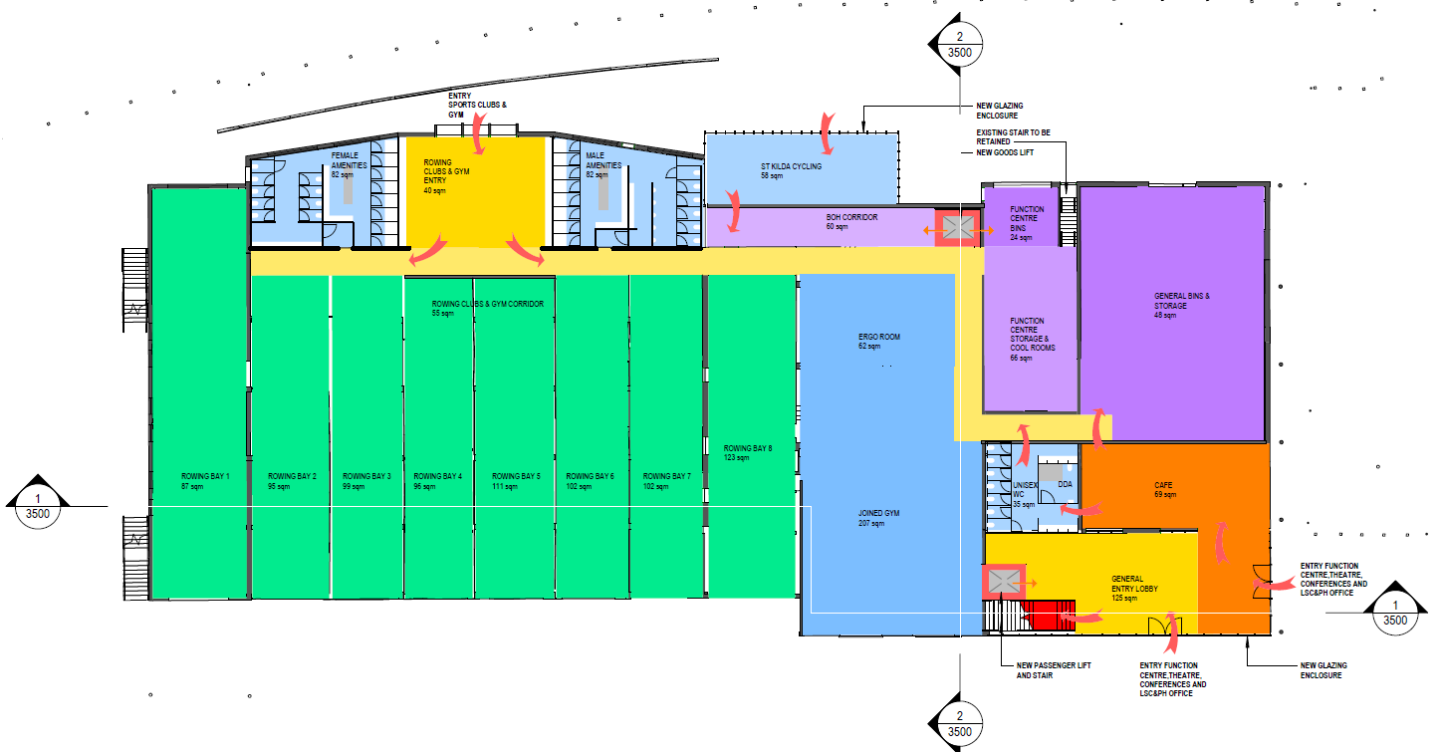 2
3500
ENTRY
SPORTS CLUBS &
GYM
NEW GLAZING
ENCLOSURE
EXISTING STAIR TO BE
RETAINED
NEW GOODS LIFT
FEMALE
AMENITIES
82 sqm
ROWING
CLUBS & GYM
ENTRY
40 sqm
MALE
AMENITIES
82 sqm
ST KILDA CYCLING
58 sqm
BOH CORRIDOR
60 sqm
FUNCTION
CENTRE
BINS
24 sqm
ROWING CLUBS & GYM CORRIDOR
55 sqm
GENERAL BINS &
STORAGE
48 sqm
FUNCTION
CENTRE
STORAGE &
COOL ROOMS
66 sqm
ERGO ROOM
62 sqm
ROWING BAY 1
87 sqm
ROWING BAY 2
95 sqm
ROWING BAY 3
99 sqm
ROWING BAY 4
96 sqm
ROWING BAY 5
111 sqm
ROWING BAY 6
102 sqm
ROWING BAY 7
102 sqm
ROWING BAY 8
123 sqm
JOINED GYM
207 sqm
UNISEX
WC
35 sqm
DDA
CAFE
69 sqm
1
3500
GENERAL
ENTRY LOBBY
125 sqm
ENTRY FUNCTION
CENTRE,THEATRE,
CONFERENCES AND
LSC&PH OFFICE
1
3500
NEW PASSENGER LIFT
AND STAIR
ENTRY FUNCTION
CENTRE,THEATRE,
CONFERENCES AND
LSC&PH OFFICE
NEW GLAZING
ENCLOSURE
2
3500